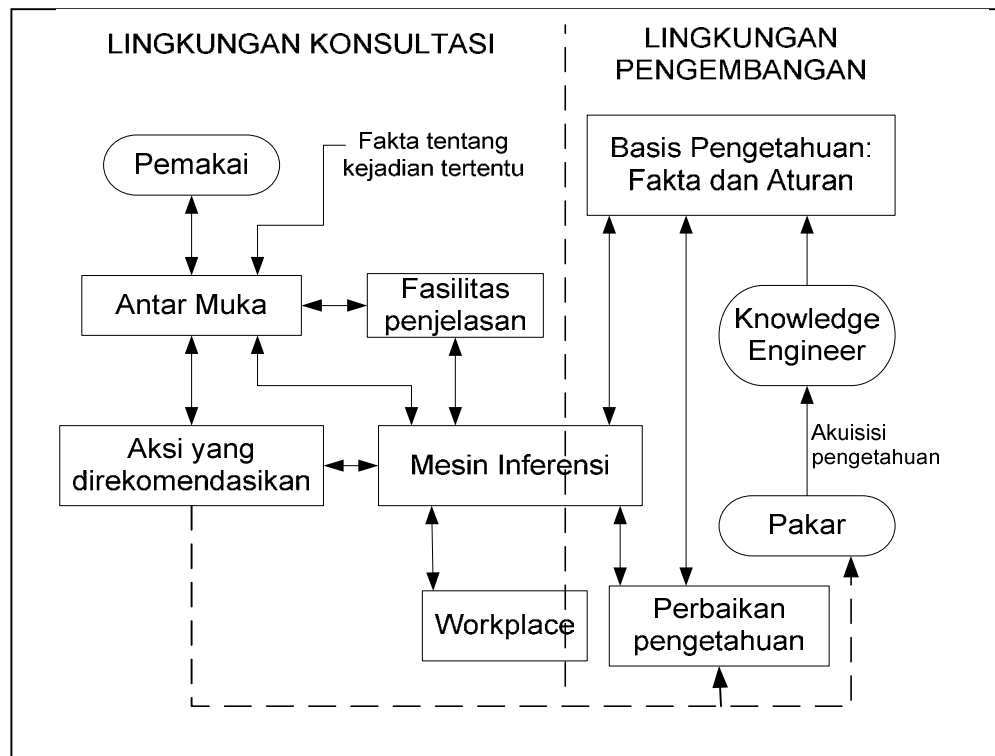 LINGKUNGAN KONSULTASI
LINGKUNGAN
PENGEMBANGAN
Pemakai
Fakta tentang
kejadian tertentu
Basis Pengetahuan:
Fakta dan Aturan
Antar Muka
Fasilitas
penjelasan
Knowledge
Engineer
Aksi yang
direkomendasikan
Mesin Inferensi
Akuisisi
pengetahuan
Pakar
Workplace
Perbaikan
pengetahuan